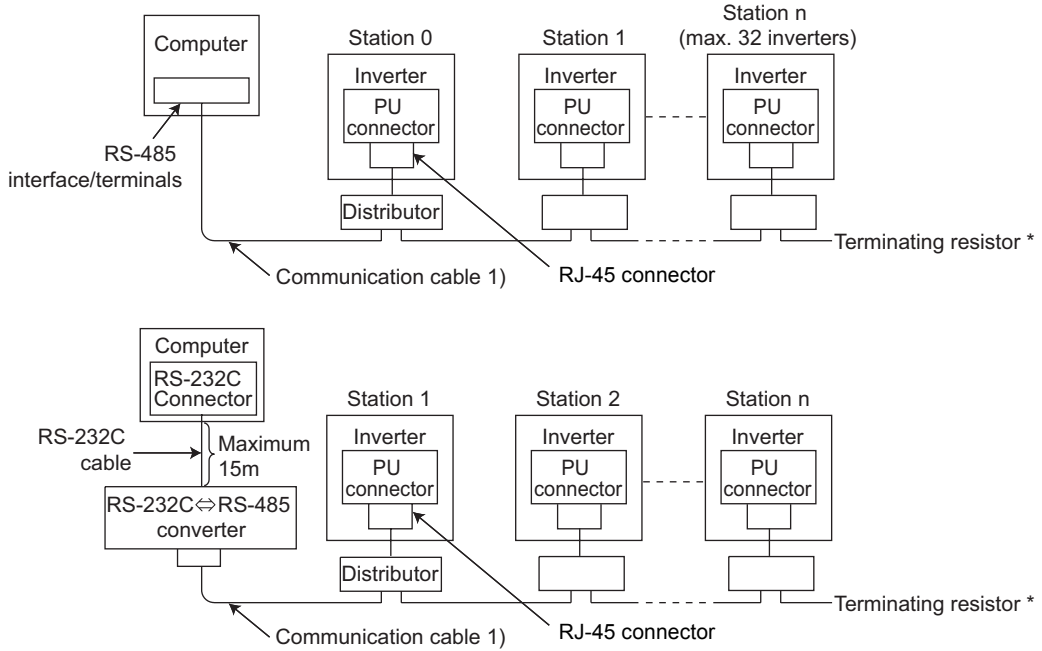 Station n
(max. 32 inverters)
Computer
Station 0
Station 1
Inverter
PU
connector
Inverter
PU
connector
Inverter
PU
connector
RS-485
interface/terminals
Distributor
Terminating resistor *
Communication cable 1)
RJ-45 connector
Computer
RS-232C
Connector
Station 1
Station 2
Station n
RS-232C
cable
Maximum
15m
Inverter
PU
connector
Inverter
PU
connector
Inverter
PU
connector
RS-232C⇔RS-485
converter
Distributor
Terminating resistor *
Communication cable 1)
RJ-45 connector